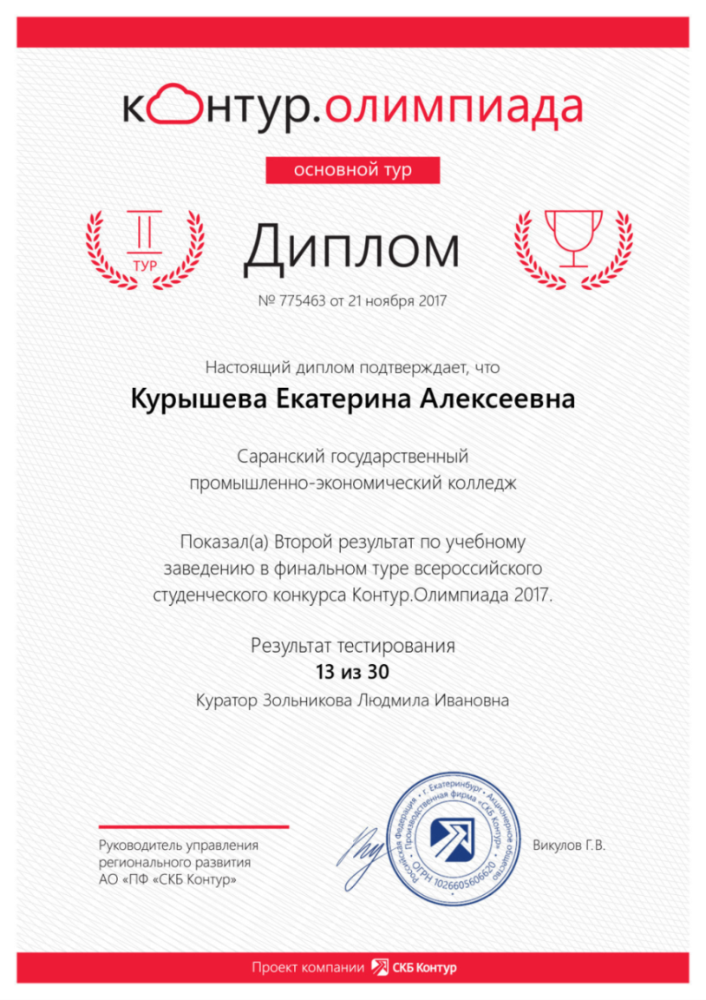 контур.олимпиада
основной тур
II
ТУР
Диплом
№ 775463 от 21 ноября 2017
Настоящий диплом подтверждает, что
Курышева Екатерина Алексеевна
Саранский государственный
промышленно-экономический колледж
Показал(а) Второй результат по учебному
заведению в финальном туре всероссийского
студенческого конкурса Контур.Олимпиада 2017.
Результат тестирования
13 из 30
Куратор Зольникова Людмила Ивановна
Руководитель управления
регионального развития
АО «ПФ «СКБ Контур»
Российская Федерация • г. Екатеринбург • Акционерное общество
• Производственная фирма «СКБ Контур» •
ОГРН 1026605606620
Викулов Г.В.
Проект компании СКБ Контур